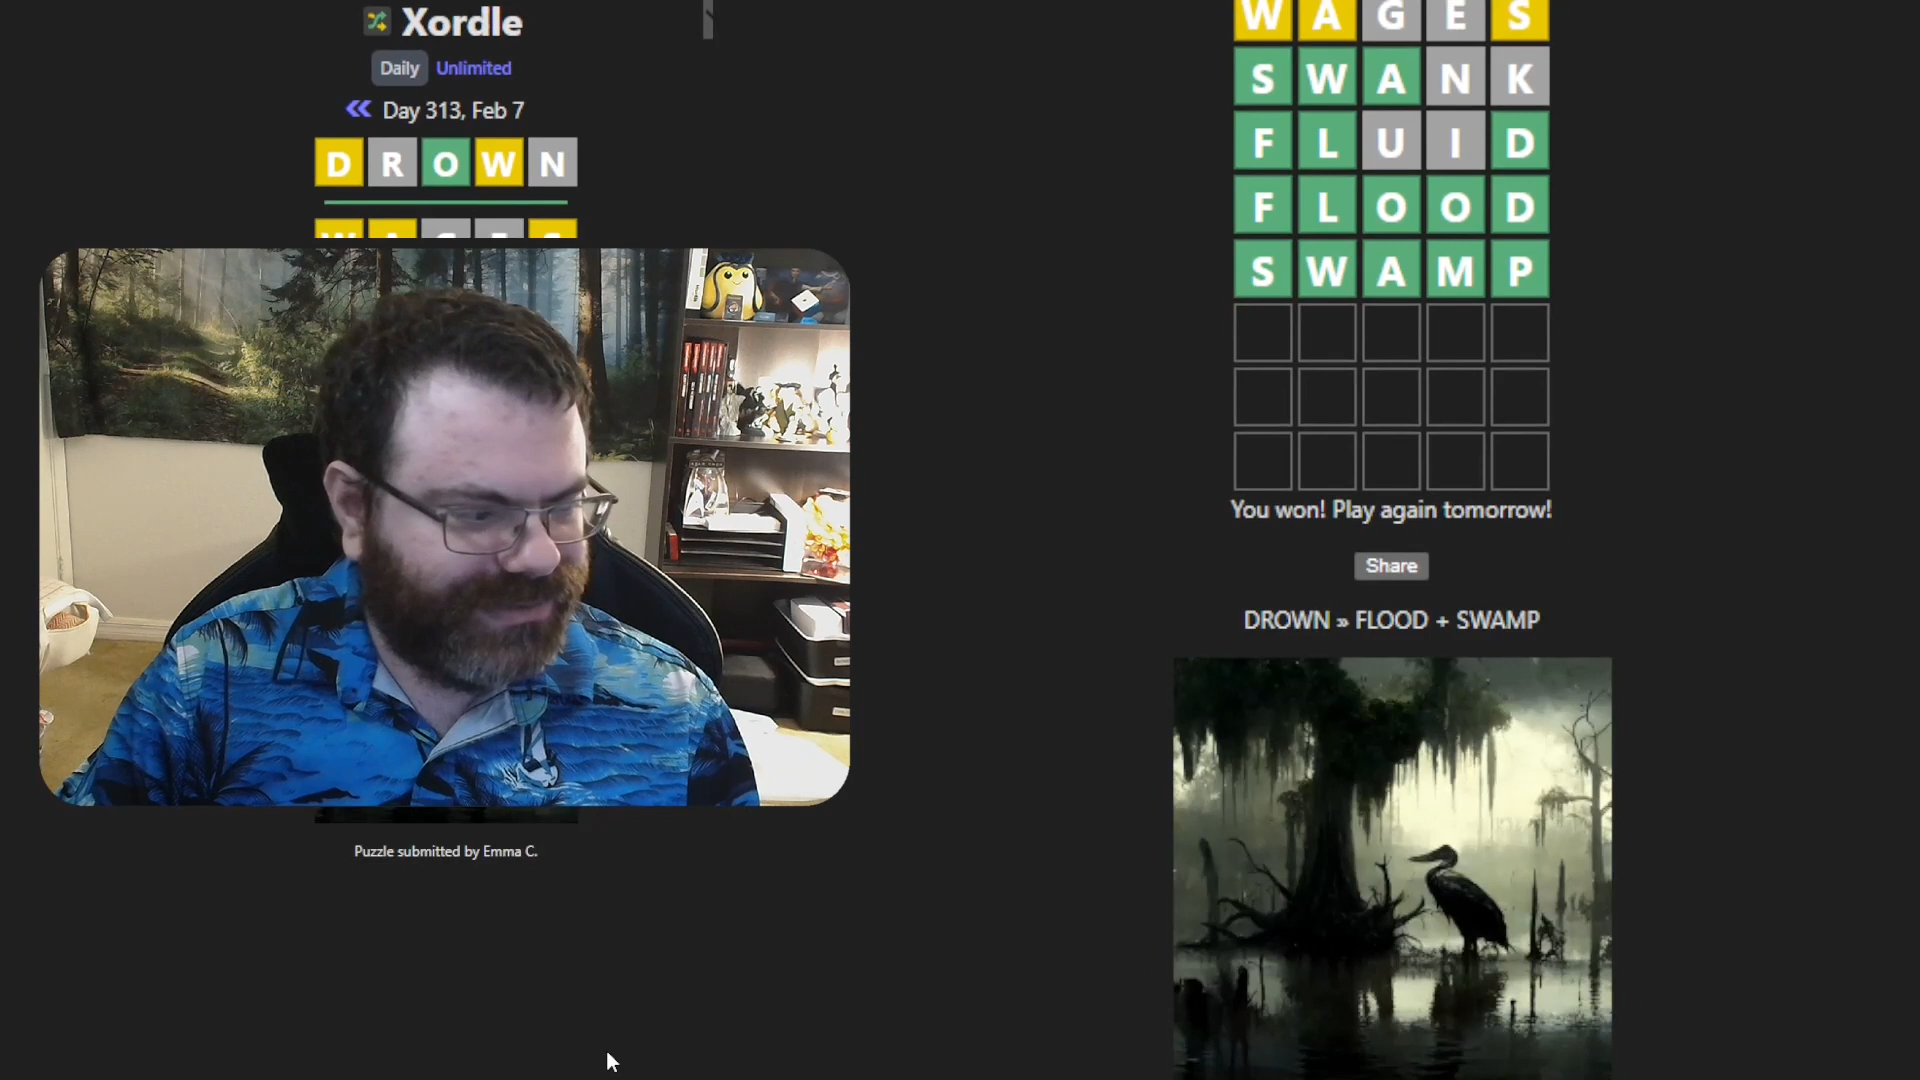 Xordle
Daily Unlimited
Day 313, Feb 7
DROWN
WAGES
SWANK
FLUID
FLOOD
SWAMP
You won! Play again tomorrow!
Share
DROWN » FLOOD + SWAMP
Puzzle submitted by Emma C.